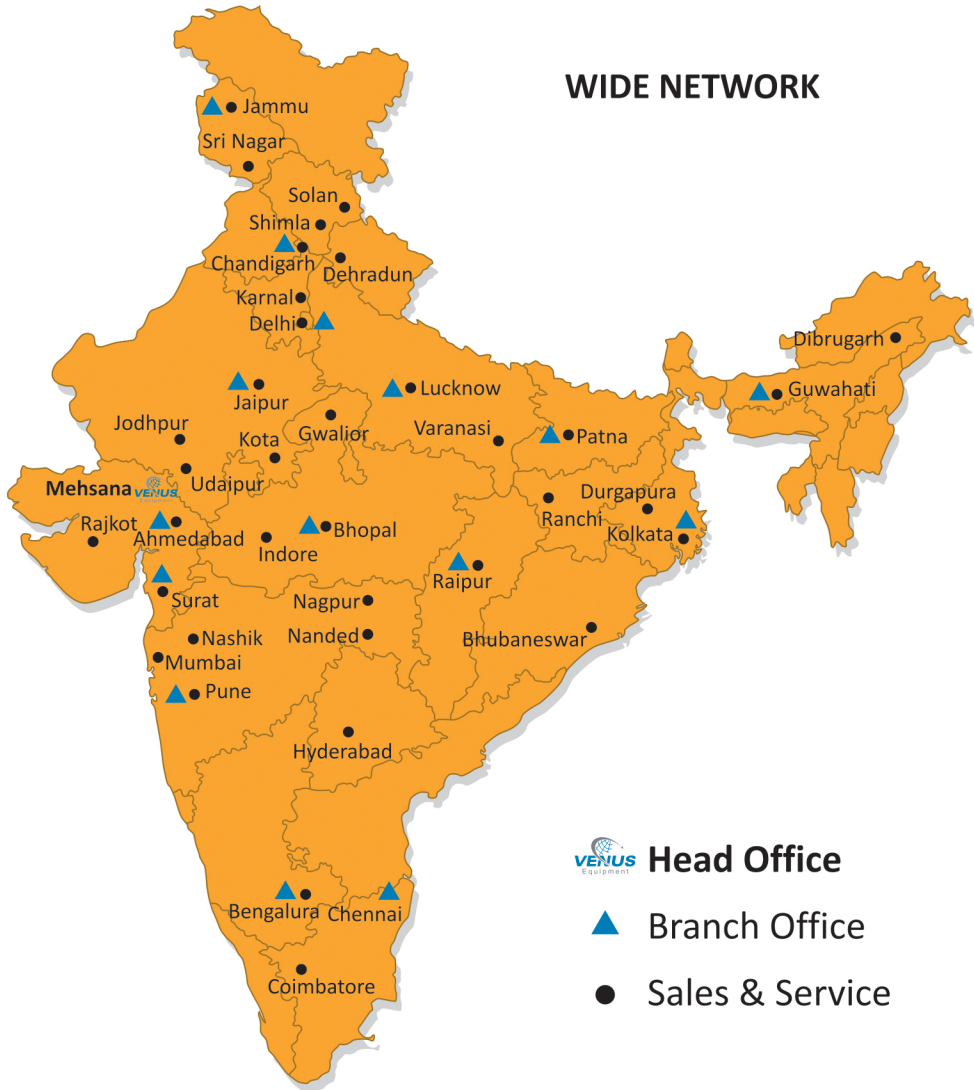 WIDE NETWORK
Jammu
Sri Nagar
Solan
Shimla
Chandigarh
Dehradun
Karnal
Delhi
Dibrugarh
Jaipur
Lucknow
Guwahati
Jodhpur
Kota
Gwalior
Varanasi
Patna
Udaipur
Mehsana VENUS
Equipment
Durgapura
Ranchi
Rajkot
Ahmedabad
Bhopal
Kolkata
Indore
Raipur
Surat
Nagpur
Nashik
Nanded
Bhubaneswar
Mumbai
Pune
Hyderabad
VENUS
Equipment
Head Office
Bengalura
Chennai
Branch Office
Coimbatore
Sales & Service